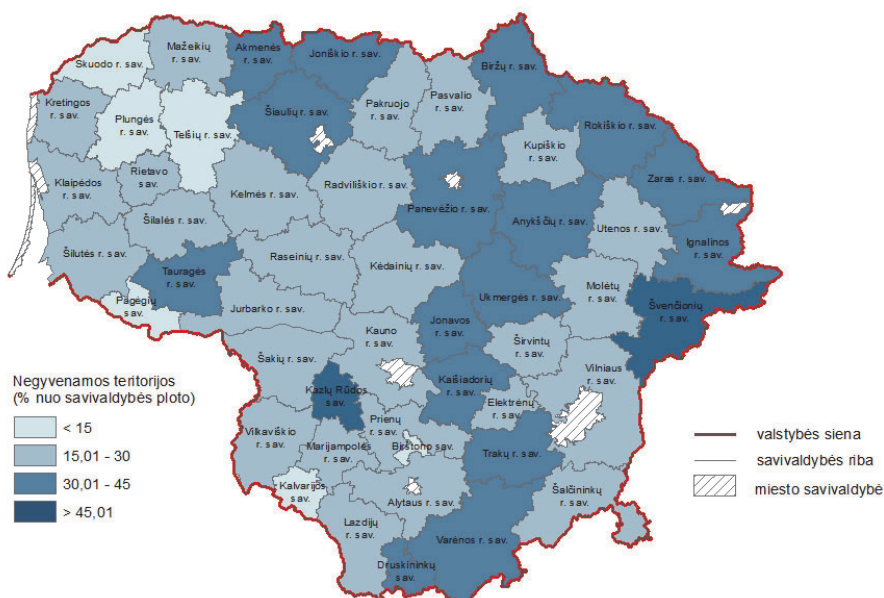 Skuodo r. sav.
Mažeikių
r. sav.
Akmenės
r. sav.
Joniškio r. sav.
Biržų r. sav.
Kretingos
r. sav.
Plungės
r. sav.
Telšių r. sav.
Šiaulių r. sav.
Pakruojo
r. sav.
Pasvalio
r. sav.
Rokiškio r. sav.
Kupiškio
r. sav.
Klaipėdos
r. sav.
Rietavo
sav.
Kelmės r. sav.
Radviliškio r. sav.
Panevėžio r. sav.
Anykščių r. sav.
Zaras r. sav.
Utenos r. sav.
Ignalinos
r. sav.
Šilalės r. sav.
Šilutės r. sav.
Tauragės
r. sav.
Raseinių r. sav.
Kėdainių r. sav.
Ukmergės r. sav.
Molėtų
r. sav.
Švenčionių
r. sav.
Pagėgių
sav.
Jurbarko r. sav.
Jonavos
r. sav.
Kauno
r. sav.
Širvintų
r. sav.
Šakių r. sav.
Vilniaus
r. sav.
Kazlų Rūdos
sav.
Kaišiadorių
r. sav.
Elektrėnų
sav.
Vilkaviškio
r. sav.
Prienų
r. sav.
Marijampolės
r. sav.
Birštono sav.
Trakų r. sav.
Kalvarijos
sav.
Alytaus r. sav.
Šalčininkų
r. sav.
Lazdijų
r. sav.
Varėnos r. sav.
Druskininkų
sav.
Negyvenamos teritorijos
(% nuo savivaldybės ploto)
< 15
15,01 - 30
30,01 - 45
> 45,01
valstybės siena
savivaldybės riba
miesto savivaldybė